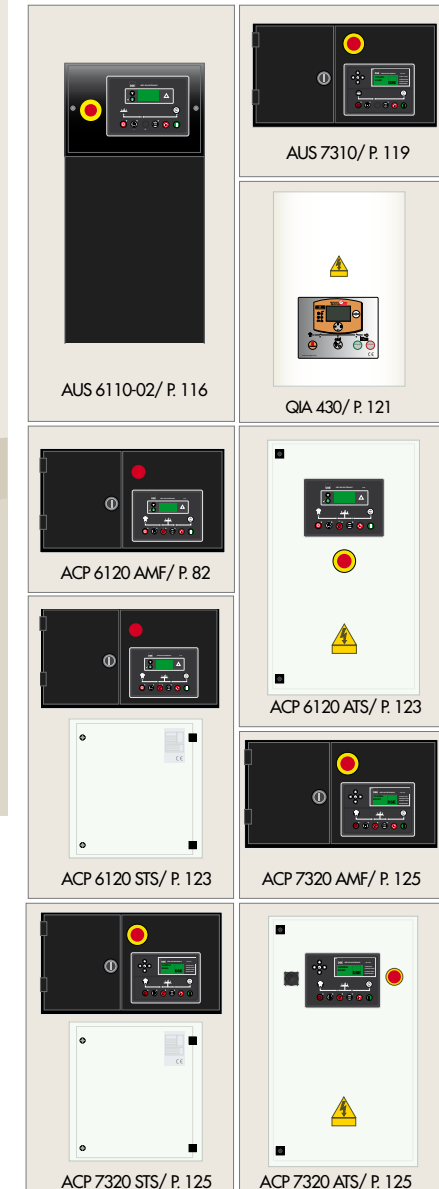 AUS 7310/ P. 119
AUS 6110-02/ P. 116
QIA 430/ P. 121
ACP 6120 AMF/ P. 82
ACP 6120 ATS/ P. 123
ACP 6120 STS/ P. 123
ACP 7320 AMF/ P. 125
ACP 7320 STS/ P. 125
ACP 7320 ATS/ P. 125